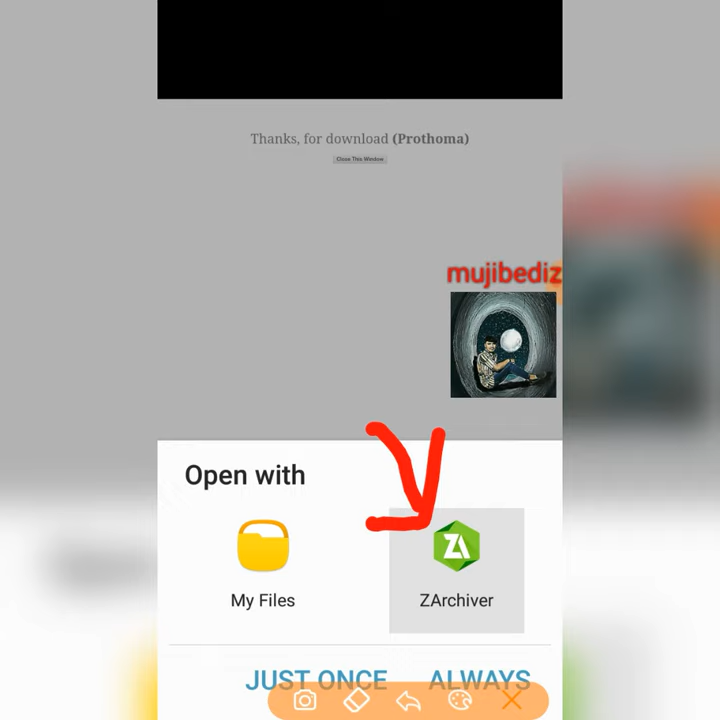 Thanks, for download (Prothoma)
Close This Window
mujibediz
Open with
My Files
ZArchiver
JUST ONCE
ALWAYS